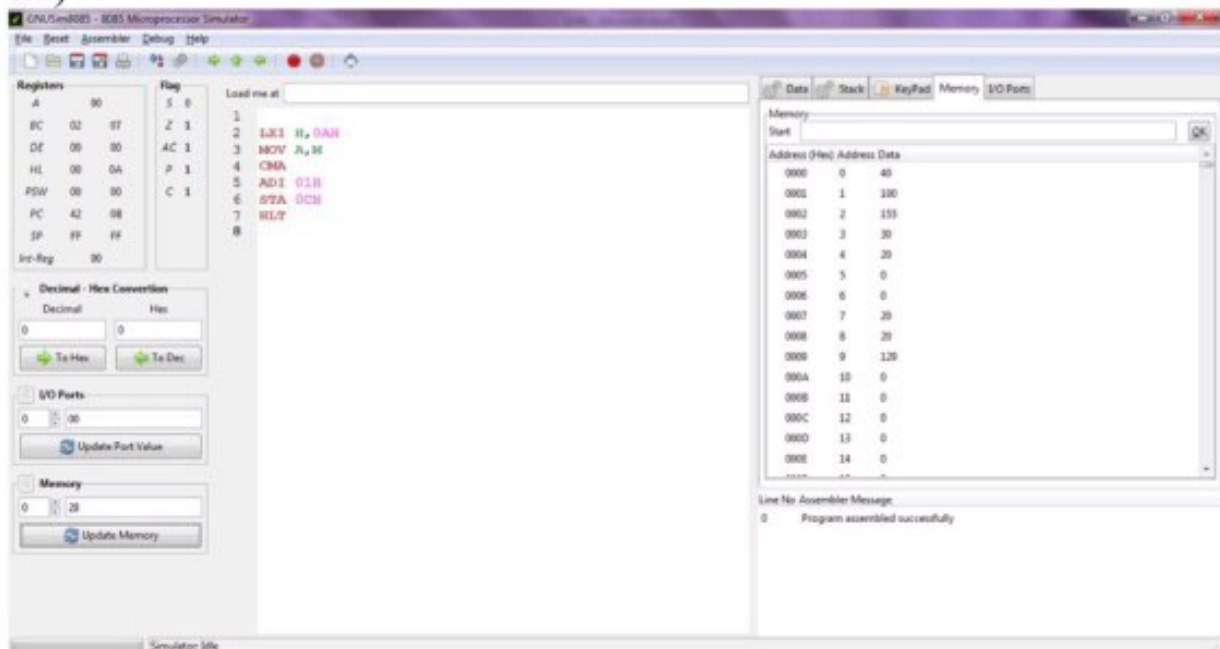 GNUSim8085 - 8085 Microprocessor Simulator
File Reset Assembler Debug Help
Registers
A 00
BC 02 07
DE 00 00
HL 00 0A
PSW 00 00
PC 42 08
SP FF FF
Int-Reg 00
Flag
S 0
Z 1
AC 1
P 1
C 1
Decimal - Hex Convertion
Decimal Hex
0 0
To Hex To Dec
I/O Ports
0 00
Update Port Value
Memory
0 28
Update Memory
Load me at
1
2 LXI H,0AH
3 MOV A,M
4 CMA
5 ADI 01H
6 STA 0CH
7 HLT
8
Data Stack KeyPad Memory I/O Ports
Memory
Start OK
Address (Hex) Address Data
0000 0 40
0001 1 100
0002 2 155
0003 3 30
0004 4 20
0005 5 0
0006 6 0
0007 7 20
0008 8 20
0009 9 129
000A 10 0
000B 11 0
000C 12 0
000D 13 0
000E 14 0
Line No Assembler Message
0 Program assembled successfully
Simulator: Idle